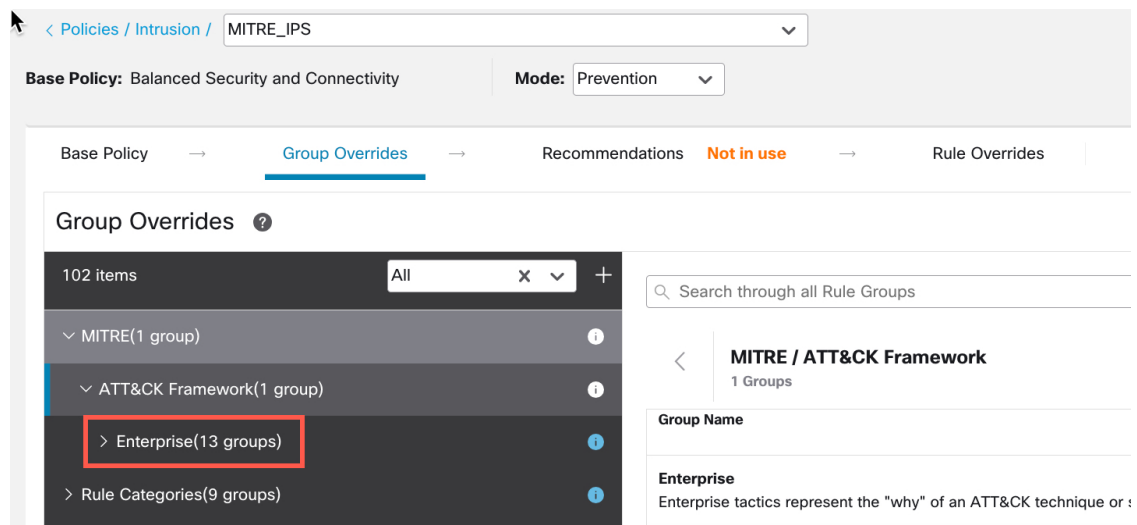 Policies / Intrusion / MITRE_IPS
Base Policy: Balanced Security and Connectivity Mode: Prevention
Base Policy → Group Overrides → Recommendations Not in use → Rule Overrides
Group Overrides ?
102 items All
Search through all Rule Groups
MITRE(1 group)
MITRE / ATT&CK Framework
1 Groups
ATT&CK Framework(1 group)
Group Name
Enterprise(13 groups)
Enterprise
Rule Categories(9 groups)
Enterprise tactics represent the "why" of an ATT&CK technique or